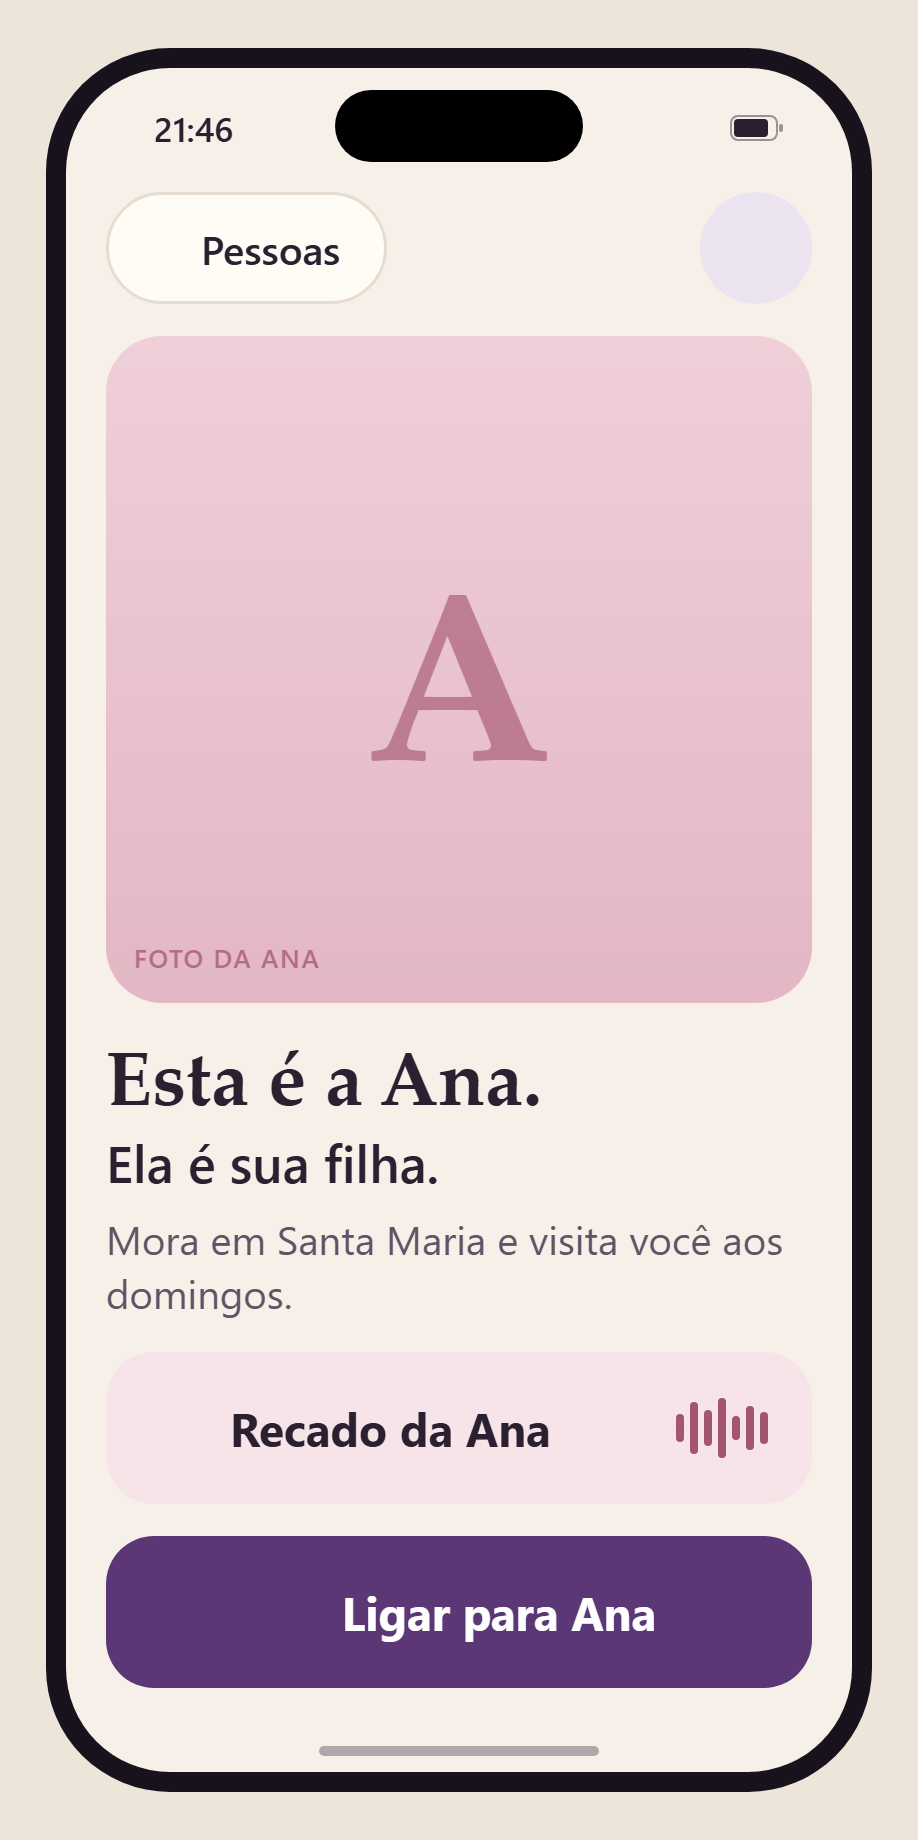 21:46
Pessoas
A
FOTO DA ANA
Esta é a Ana.
Ela é sua filha.
Mora em Santa Maria e visita você aos
domingos.
Recado da Ana
Ligar para Ana